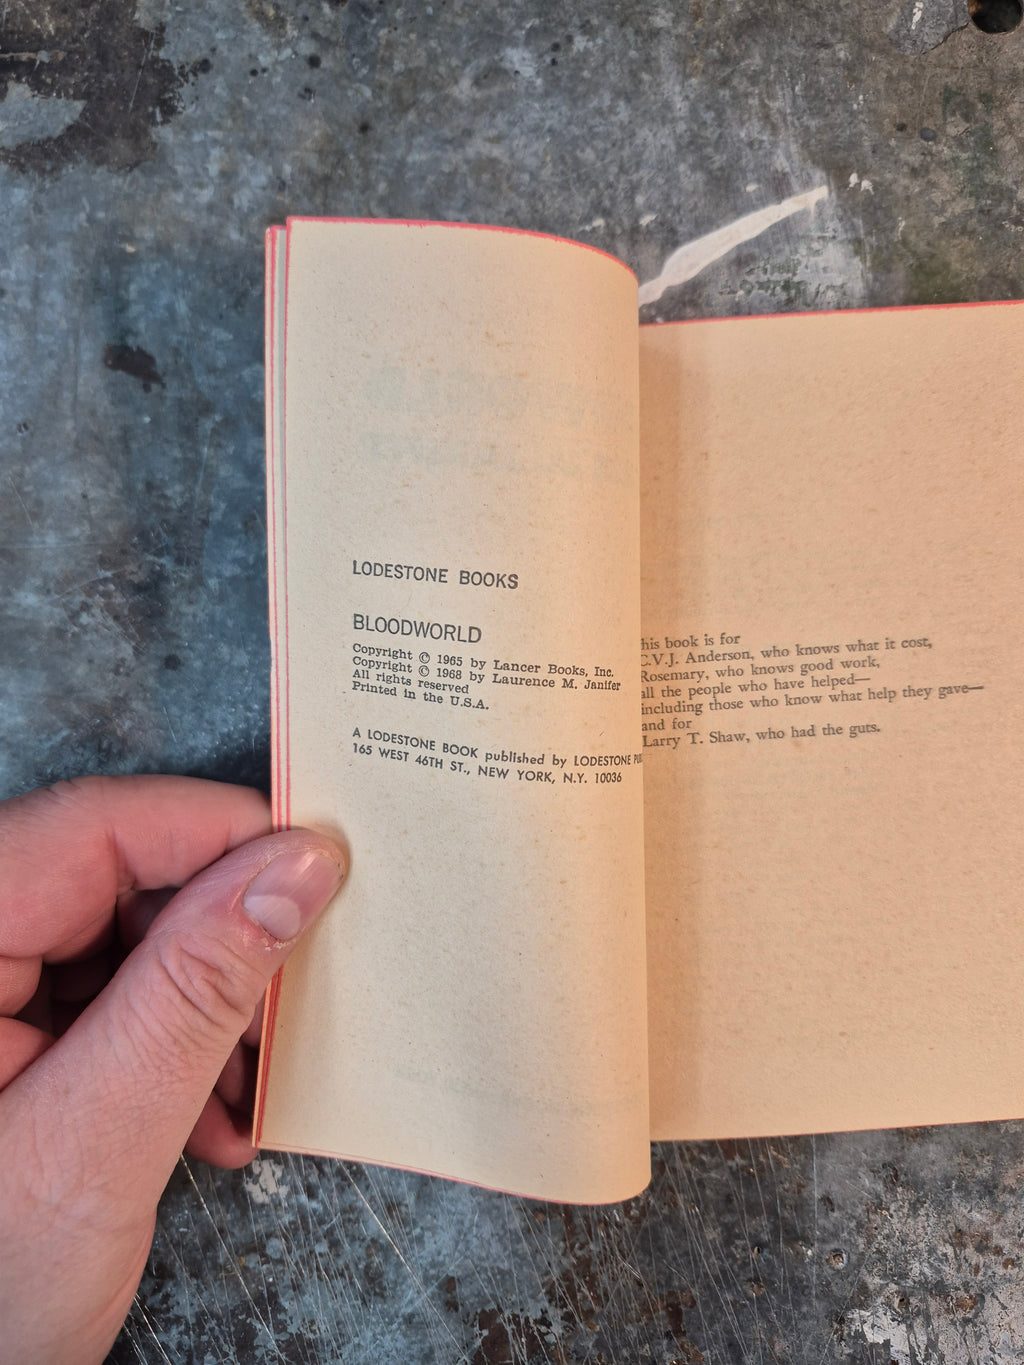 LODESTONE BOOKS
BLOODWORLD
Copyright © 1965 by Lancer Books, Inc.
Copyright © 1968 by Laurence M. Janifer
All rights reserved
Printed in the U.S.A.
A LODESTONE BOOK published by LODESTONE
165 WEST 46TH ST., NEW YORK, N.Y. 10036
his book is for
C.V.J. Anderson, who knows what it cost,
Rosemary, who knows good work,
all the people who have helped—
including those who know what help they gave—
and for
Larry T. Shaw, who had the guts.